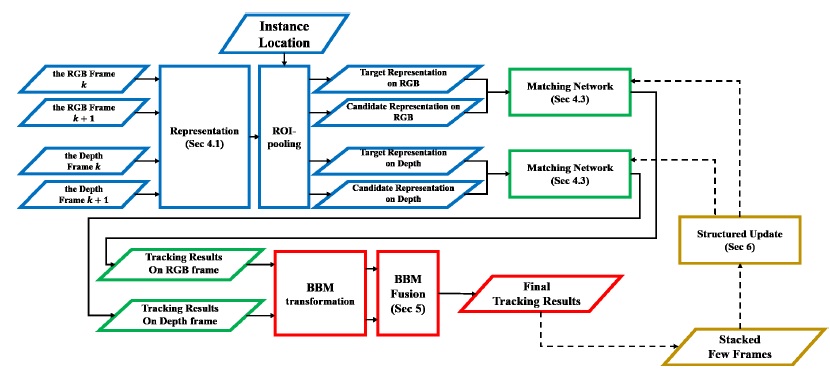 Instance
Location
the RGB Frame
k
the RGB Frame
k + 1
the Depth
Frame k
the Depth
Frame k + 1
Representation
(Sec 4.1)
ROI-
pooling
Target Representation
on RGB
Candidate Representation on
RGB
Target Representation
on Depth
Candidate Representation
on Depth
Matching Network
(Sec 4.3)
Matching Network
(Sec 4.3)
Structured Update
(Sec 6)
Tracking Results
On RGB frame
Tracking Results
On Depth frame
BBM
transformation
BBM
Fusion
(Sec 5)
Final
Tracking Results
Stacked
Few Frames